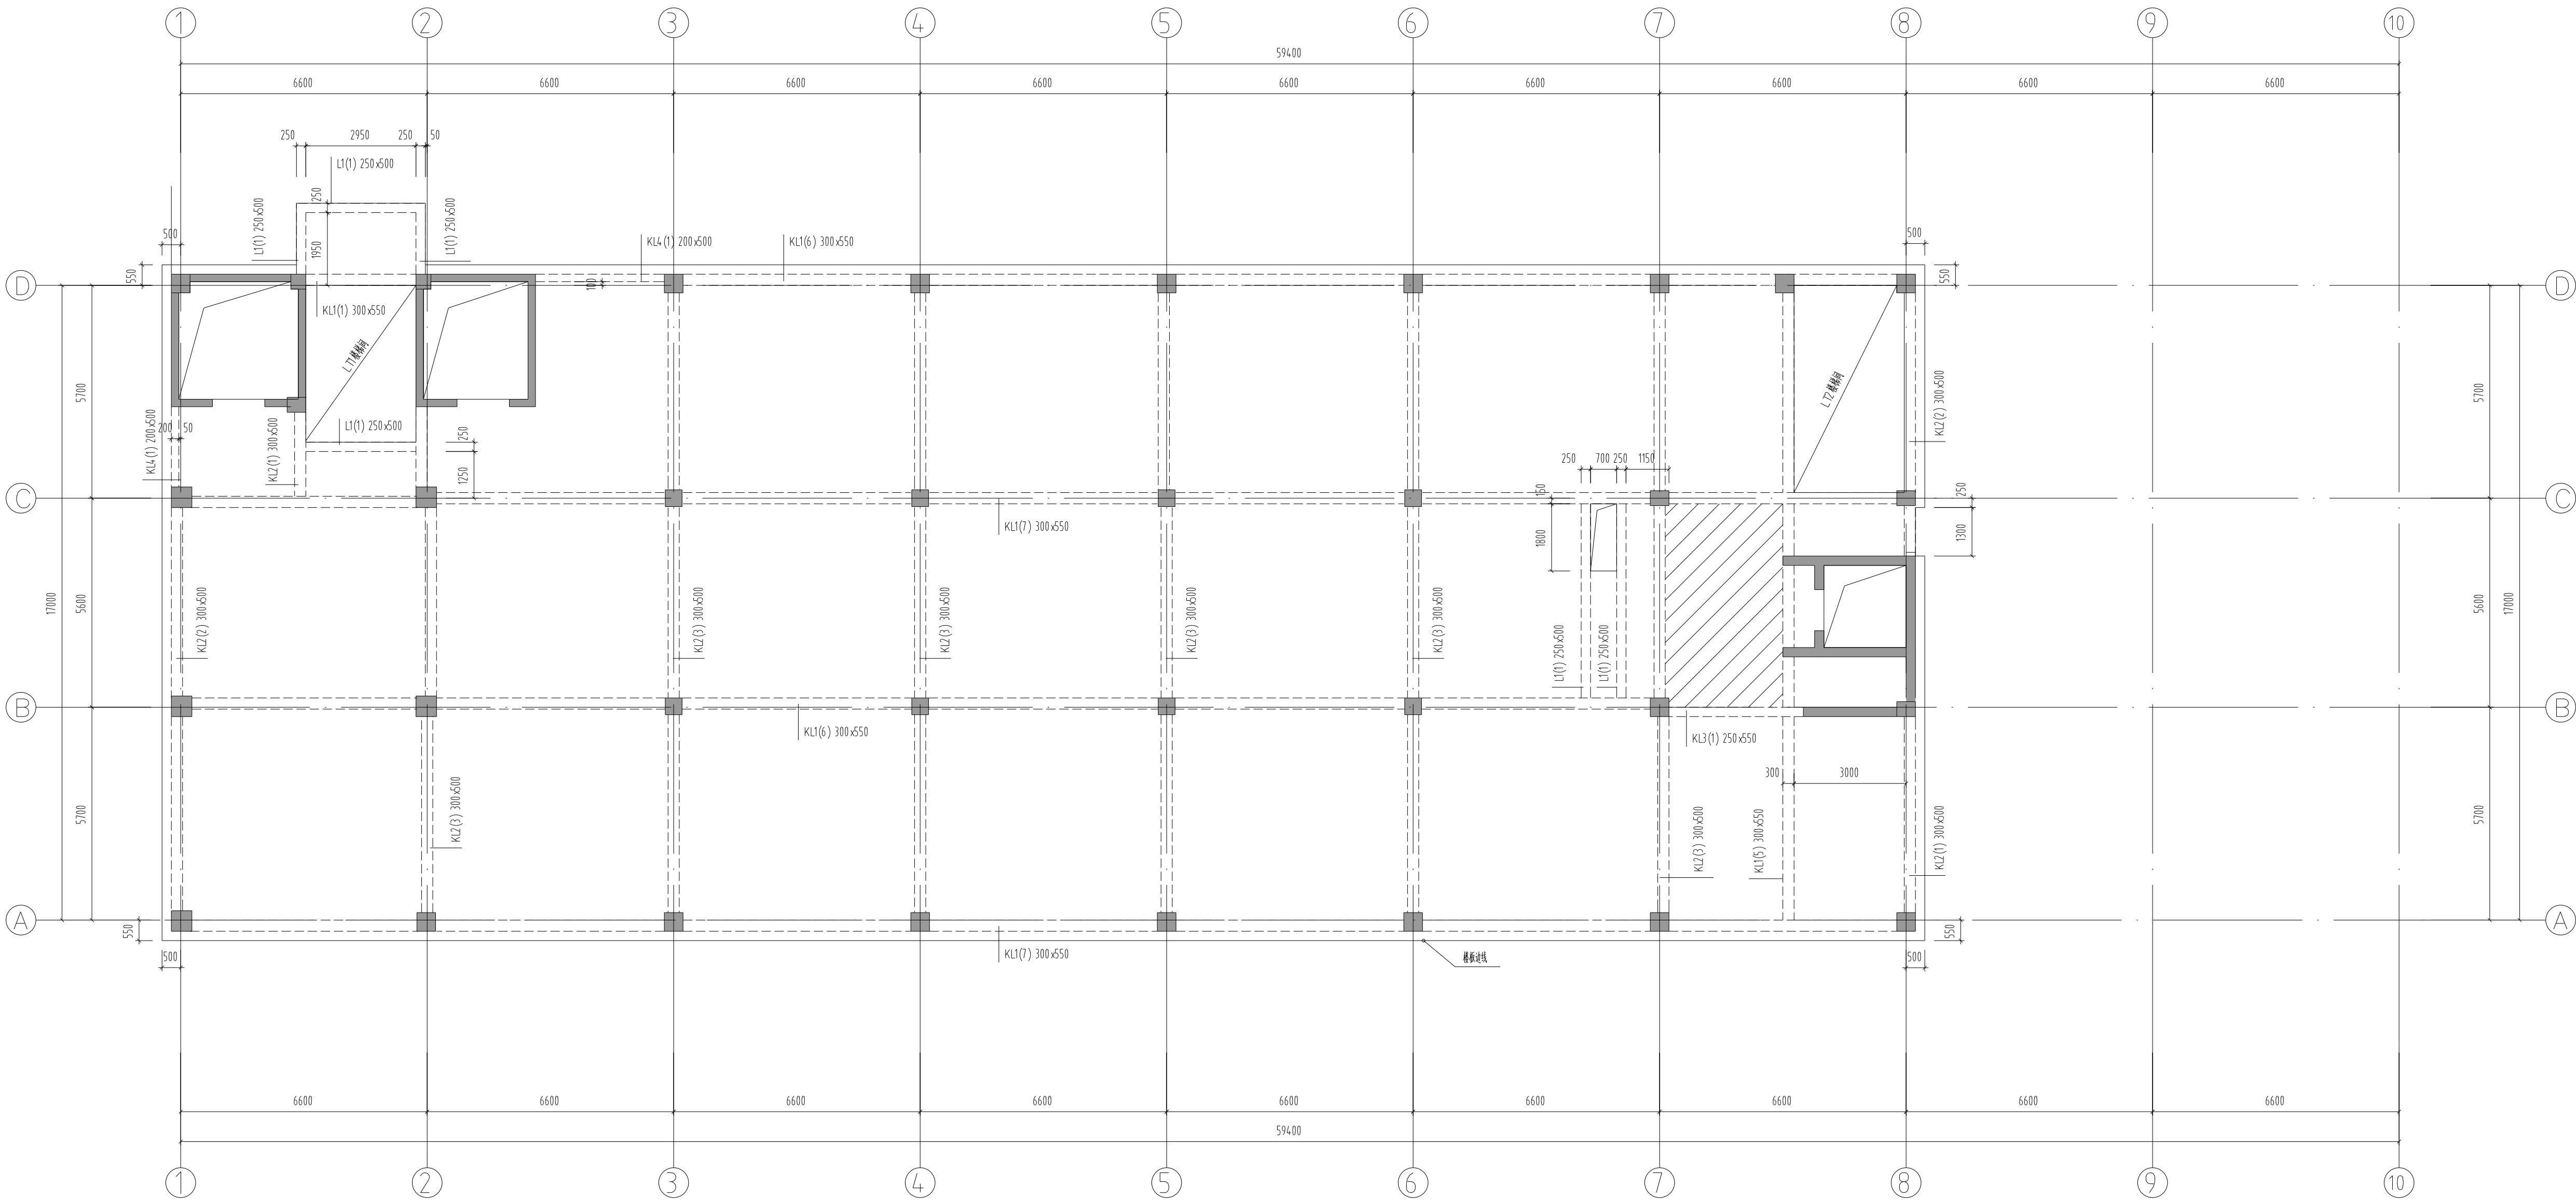 1 2 3 4 5 6 7 8 9 10
59400
6600 6600 6600 6600 6600 6600 6600 6600 6600
250 2950 250 50
L1(1) 250x500
250
L1(1) 250x500
L1(1) 250x500
1950
500
KL4(1) 200x500
KL1(6) 300x550
500
550
550
D
D
100
KL1(1) 300x550
LT1楼梯间
LT2楼梯间
5700
KL2(2) 300x500
5700
KL4(1) 200x500
200 50
KL2(1) 300x500
L1(1) 250x500
250
1250
250 700 250 1150
C
C
150
1800
KL1(7) 300x550
250
1300
17000
5600
KL2(2) 300x500
KL2(3) 300x500
KL2(3) 300x500
KL2(3) 300x500
KL2(3) 300x500
L1(1) 250x500
L1(1) 250x500
5600
17000
B
B
KL1(6) 300x550
KL3(1) 250x550
300 3000
5700
KL2(3) 300x500
KL2(3) 300x500
KL1(5) 300x550
KL2(1) 300x500
5700
A
A
550
550
500
KL1(7) 300x550
楼板边线
500
6600 6600 6600 6600 6600 6600 6600 6600 6600
59400
1 2 3 4 5 6 7 8 9 10